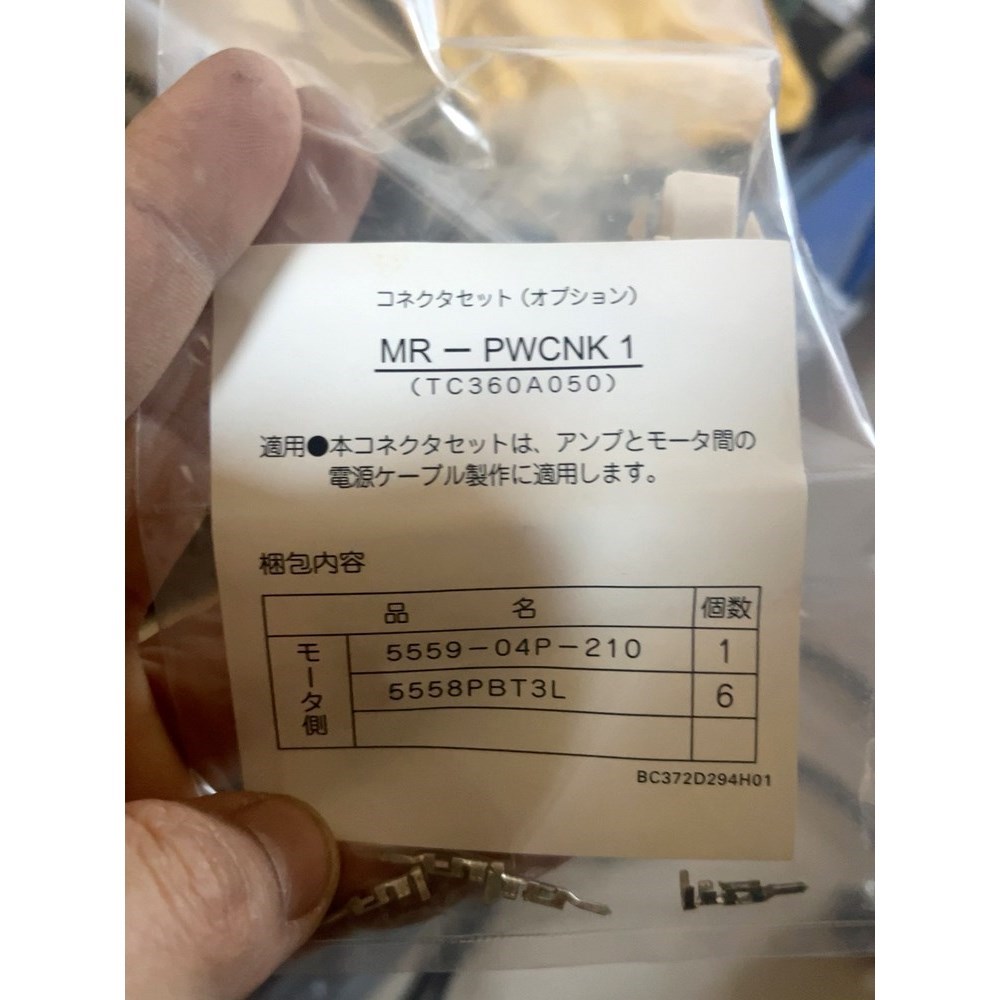 コネクタセット(オプション)
MR－PWCNK1
(TC360A050)
適用●本コネクタセットは、アンプとモータ間の
電源ケーブル製作に適用します。
梱包内容
品 名 個数
モータ側
5559－04P－210 1
5558PBT3L 6
BC372D294H01